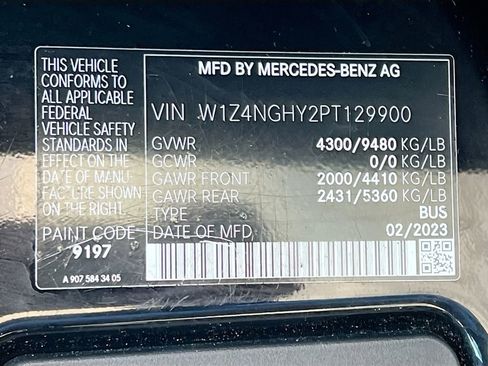 THIS VEHICLE
CONFORMS TO
ALL APPLICABLE
FEDERAL
VEHICLE SAFETY
STANDARDS IN
EFFECT ON THE
DATE OF MANU-
FACTURE SHOWN
PAINT CODE
9197
A 907 584 34 05
MFD BY MERCEDES-BENZ AG
VIN W1Z4NGHY2PT129900
GVWR 4300/9480 KG/LB
GCWR 0/0 KG/LB
GAWR FRONT 2000/4410 KG/LB
GAWR REAR 2431/5360 KG/LB
TYPE BUS
DATE OF MFD 02/2023